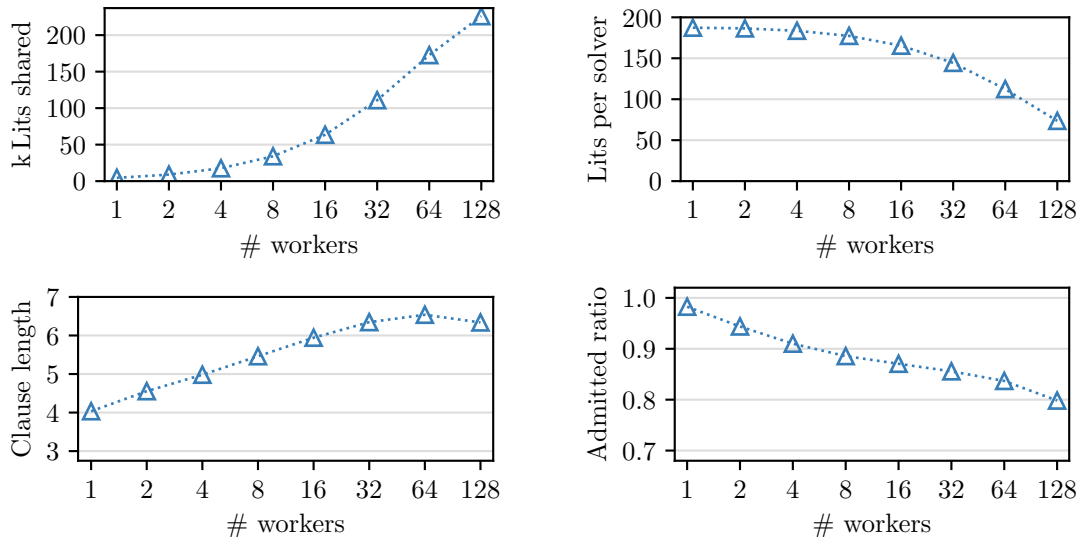 k Lits shared
200
150
100
50
0
1 2 4 8 16 32 64 128
# workers
Lits per solver
200
150
100
50
0
1 2 4 8 16 32 64 128
# workers
Clause length
7
6
5
4
3
1 2 4 8 16 32 64 128
# workers
Admitted ratio
1.0
0.9
0.8
0.7
1 2 4 8 16 32 64 128
# workers